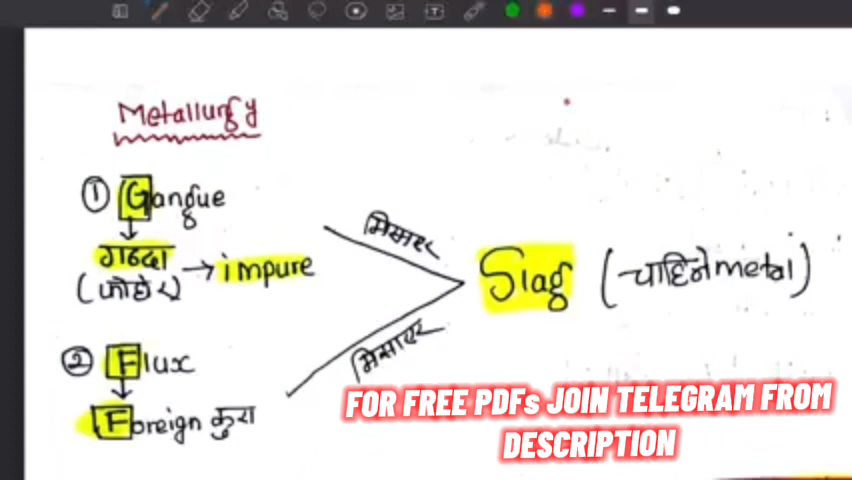 Metallurgy
① Gangue
गन्दा → impure
(फोहोर)
मिसाएर
Slag (चाहिने metal)
मिसाएर
② Flux
Foreign कुरा
FOR FREE PDFs JOIN TELEGRAM FROM
DESCRIPTION